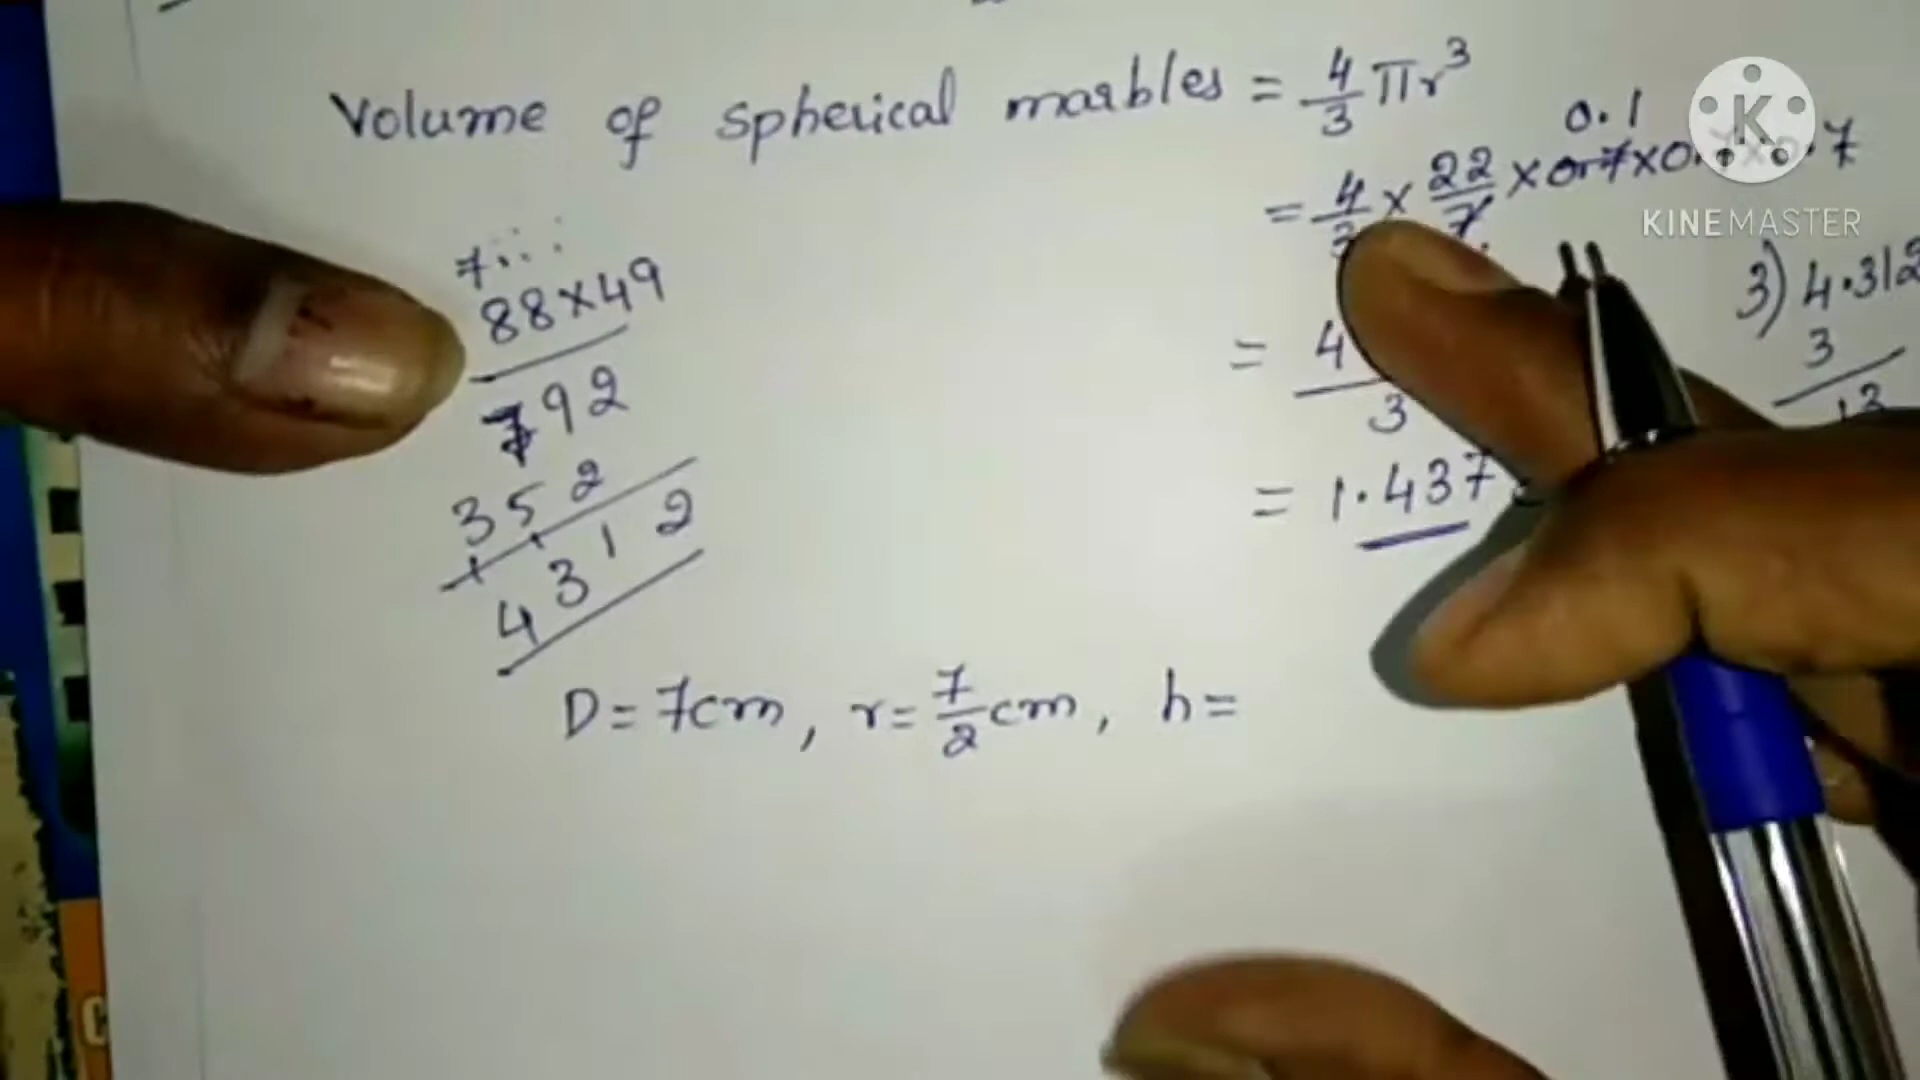 Volume of spherical marbles = 4/3 πr³
0.1
= 4/3 × 22/7 × 0.7 × 0.7 × 0.7
K
KINEMASTER
88×49
792
352
4312
= 4 / 3
= 1.437
3) 4.312
3
13
D = 7cm, r = 7/2 cm, h =